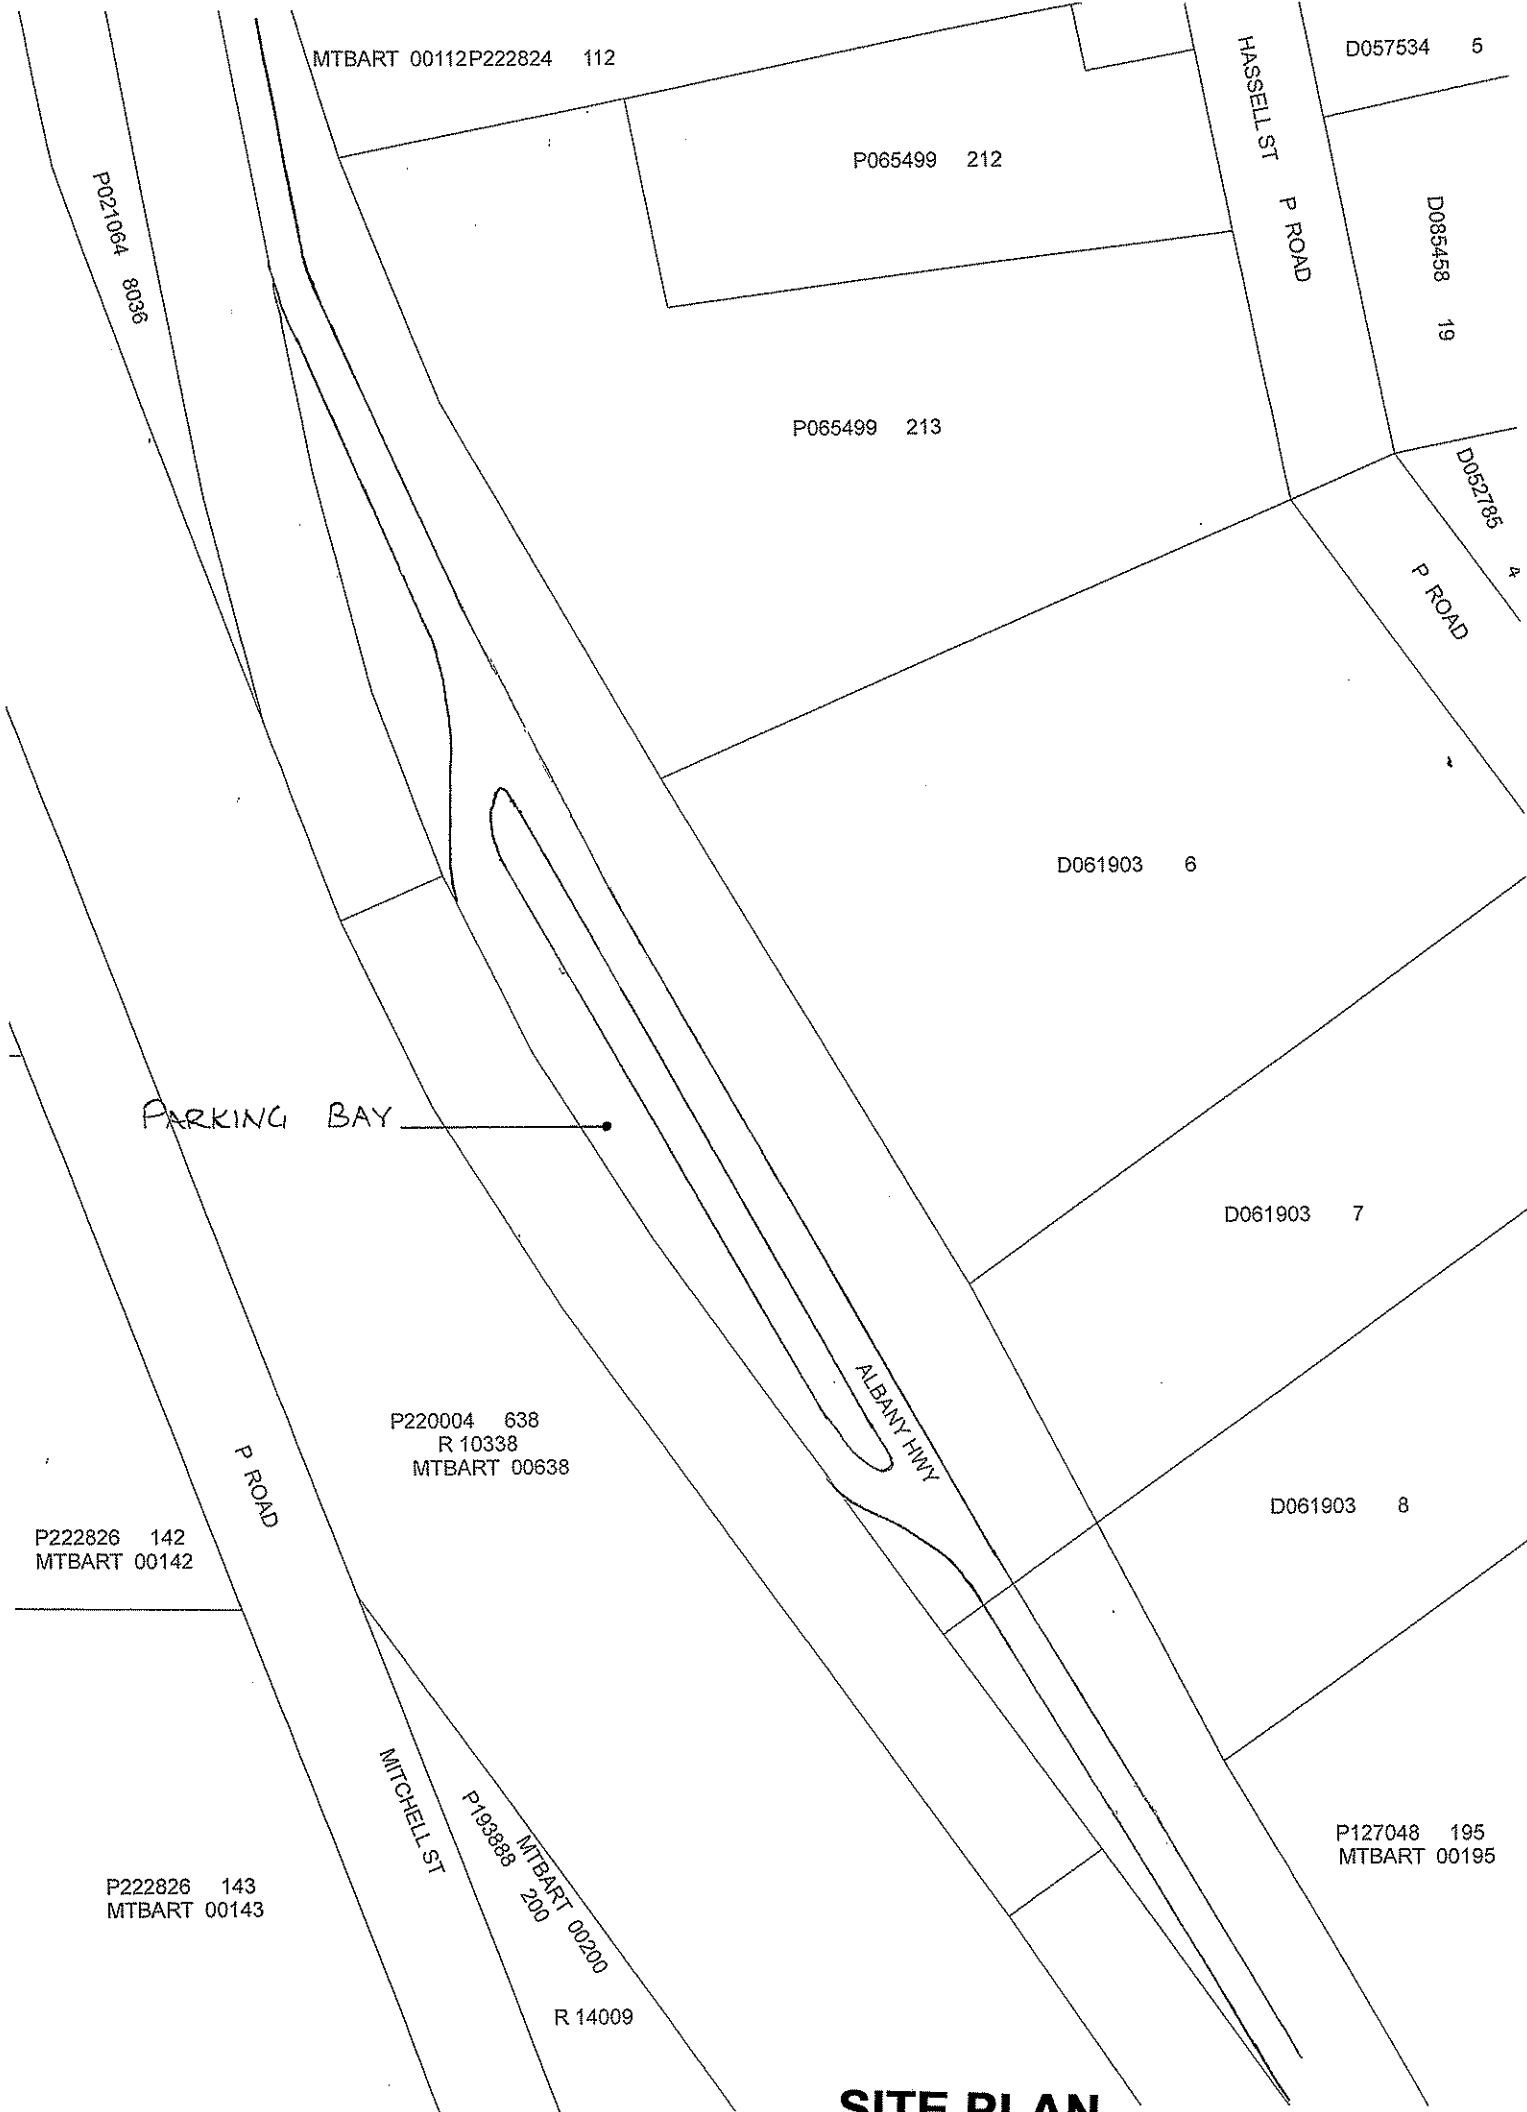 MTBART 00112P222824 112
D057534 5
HASSELL ST P ROAD
P065499 212
P021064 8036
D085458 19
P065499 213
D052785 4
P ROAD
D061903 6
PARKING BAY
D061903 7
ALBANY HWY
P220004 638
R 10338
MTBART 00638
P ROAD
D061903 8
P222826 142
MTBART 00142
MITCHELL ST
P193888 200
MTBART 00200
P127048 195
MTBART 00195
P222826 143
MTBART 00143
R 14009
SITE PLAN